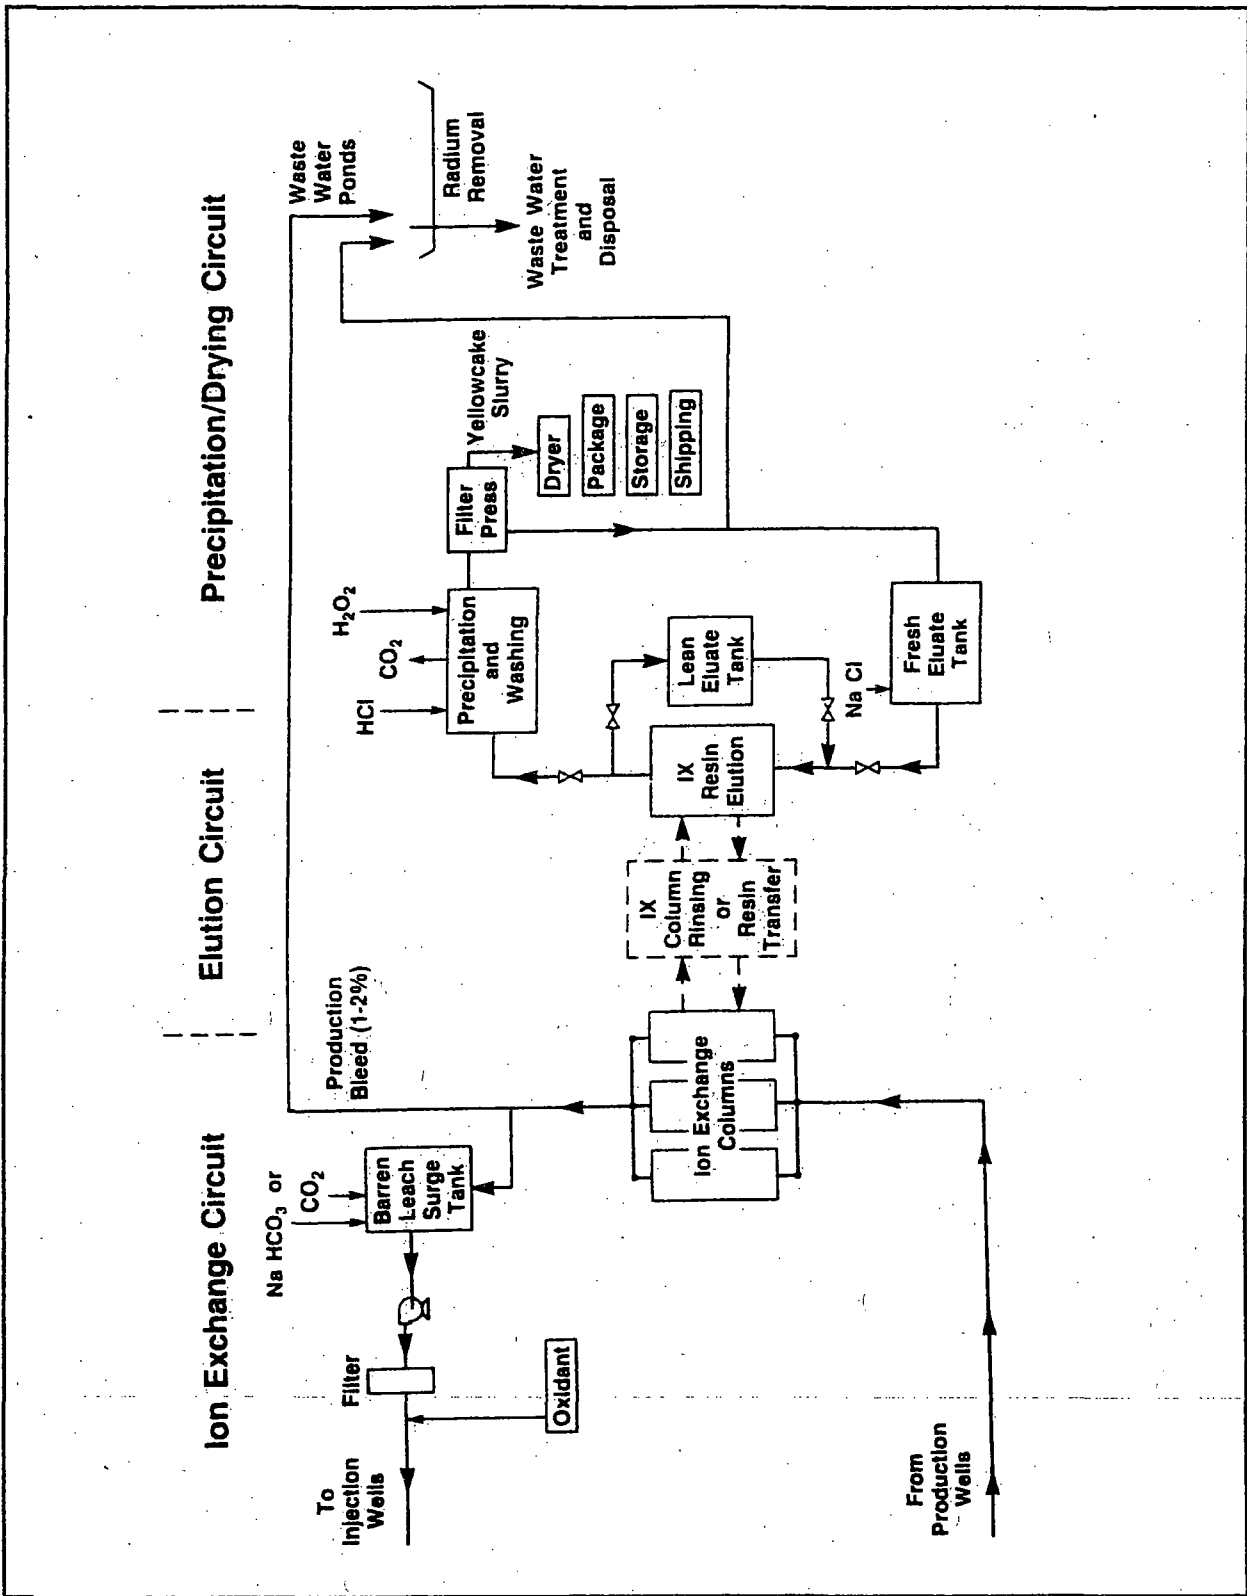 Ion Exchange Circuit
Elution Circuit
Precipitation/Drying Circuit
To
Injection
Wells
Filter
Oxidant
Na HCO₃ or
CO₂
Barren
Leach
Surge
Tank
Production
Bleed (1-2%)
From
Production
Wells
Ion Exchange
Columns
IX
Column
Rinsing
or
Resin
Transfer
IX
Resin
Elution
Lean
Eluate
Tank
Na Cl
Fresh
Eluate
Tank
HCl
CO₂
H₂O₂
Precipitation
and
Washing
Filter
Press
Yellowcake
Slurry
Dryer
Package
Storage
Shipping
Waste
Water
Ponds
Radium
Removal
Waste Water
Treatment
and
Disposal